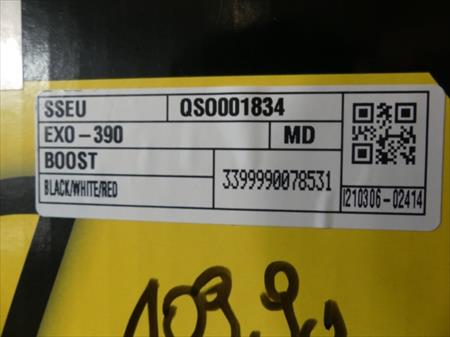 SSEU QS0001834
EXO-390 MD
BOOST
3399990078531
BLACK/WHITE/RED
I210306-02414